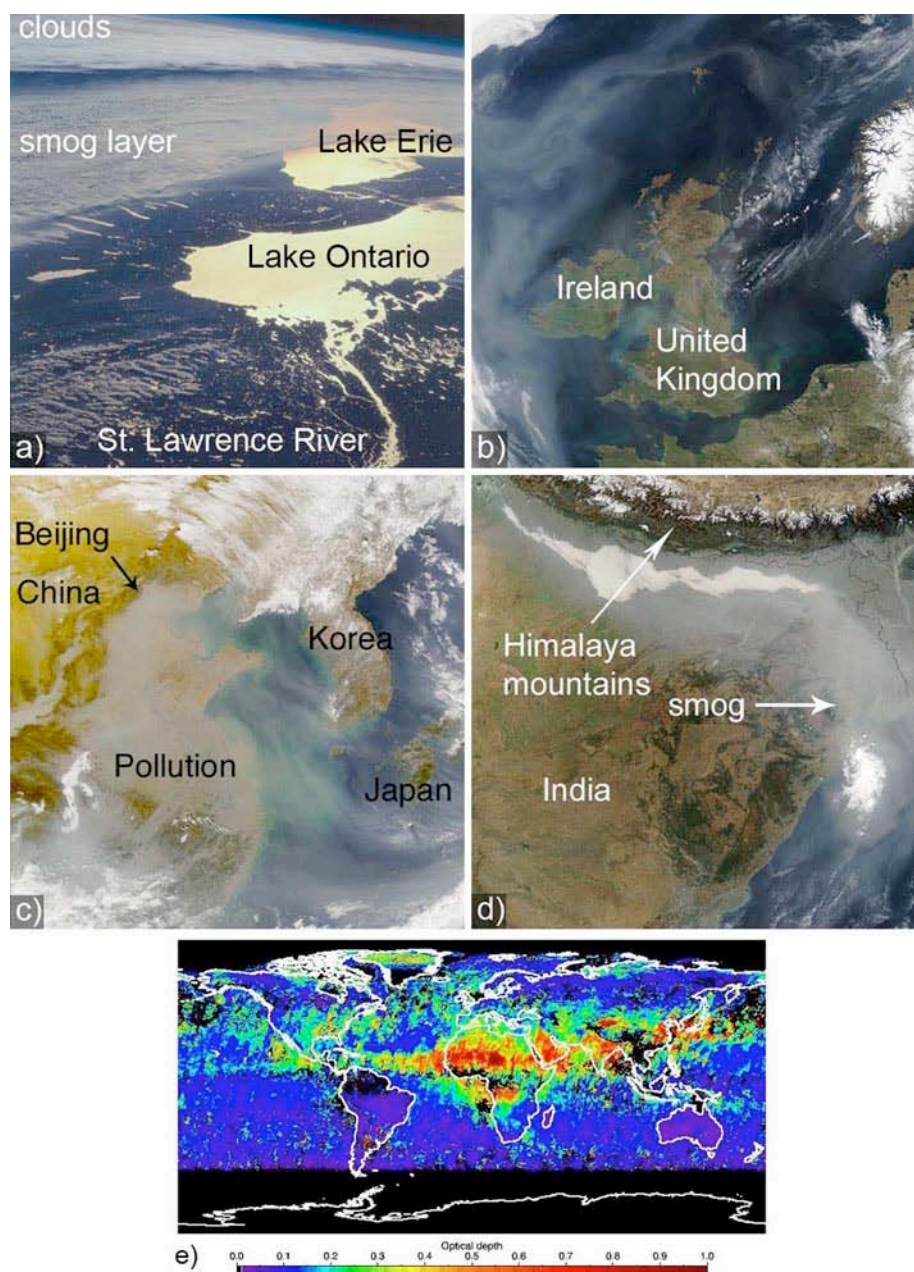 clouds
smog layer
Lake Erie
Lake Ontario
St. Lawrence River
a)
Ireland
United
Kingdom
b)
Beijing
China
Korea
Pollution
Japan
c)
Himalaya
mountains
smog
India
d)
Optical depth
e)
0.0 0.1 0.2 0.3 0.4 0.5 0.6 0.7 0.8 0.9 1.0